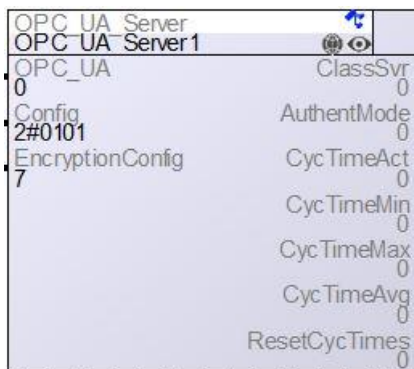 OPC_UA_Server
OPC_UA_Server1
OPC_UA ClassSvr
0 0
Config AuthentMode
2#0101 0
EncryptionConfig CycTimeAct
7 0
CycTimeMin
0
CycTimeMax
0
CycTimeAvg
0
ResetCycTimes
0